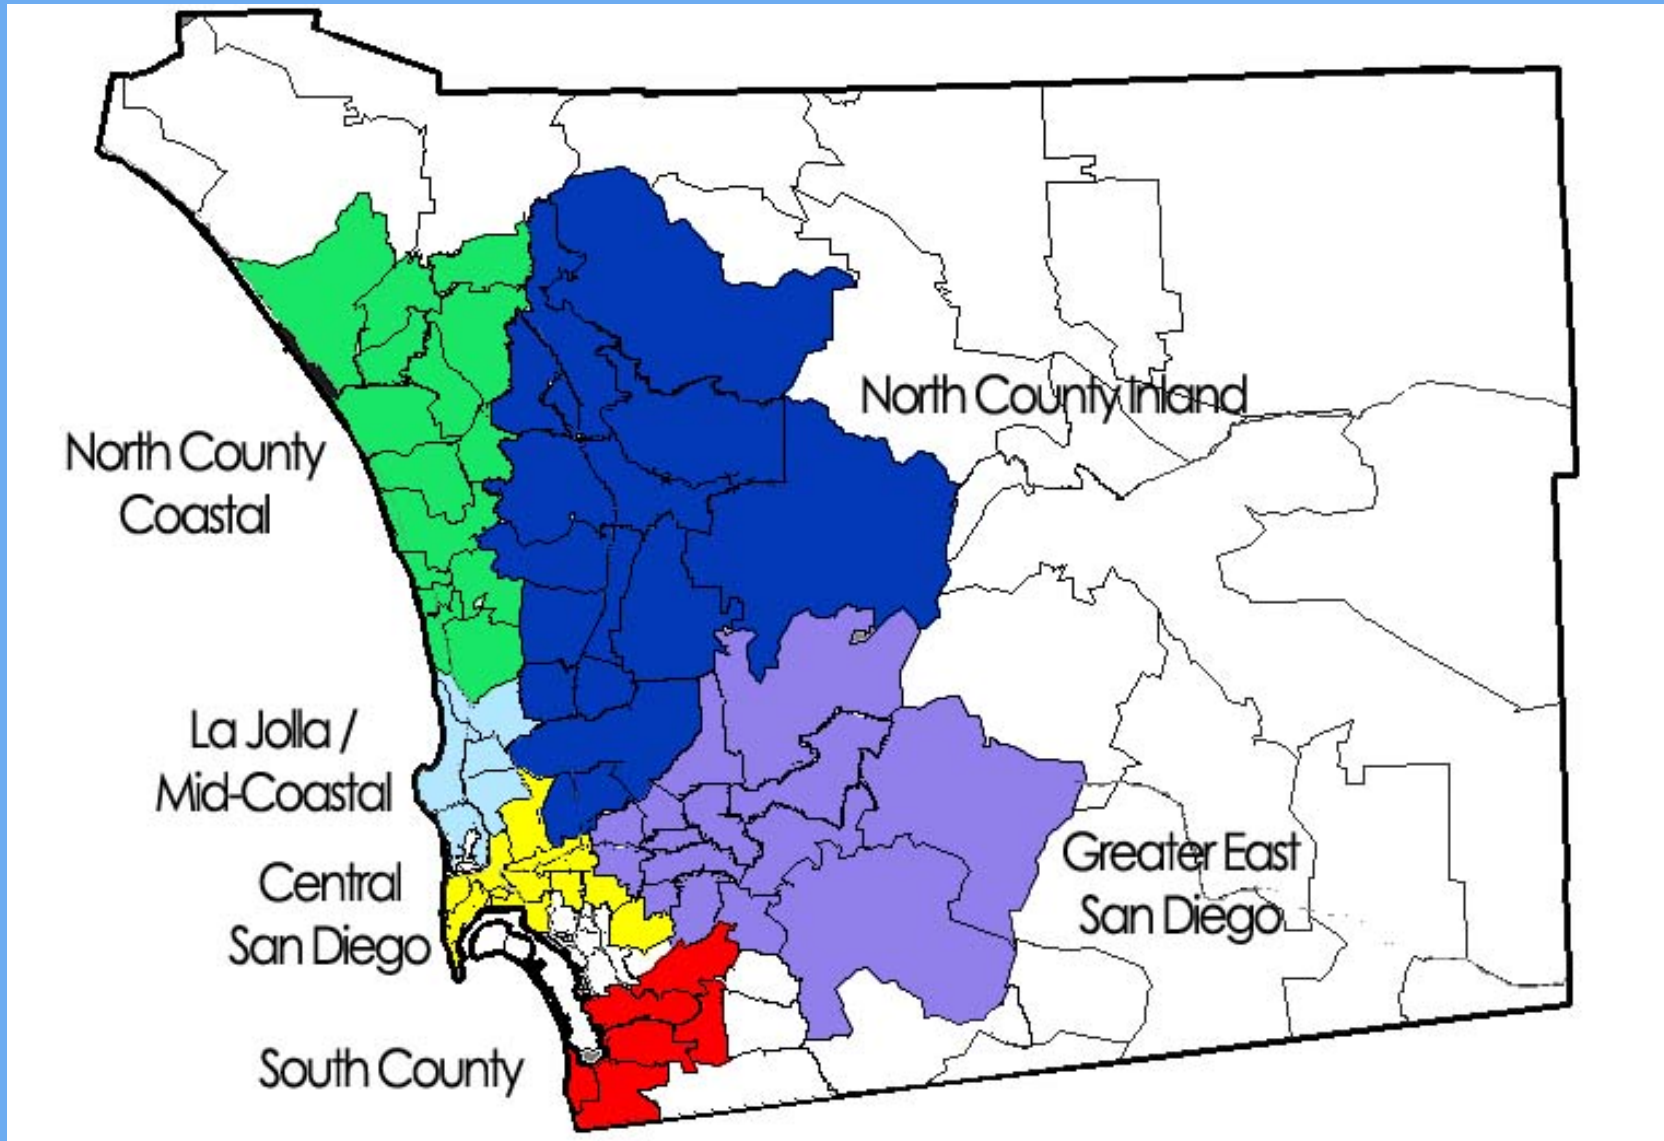 North County Inland
North County
Coastal
La Jolla /
Mid-Coastal
Central
San Diego
Greater East
San Diego
South County